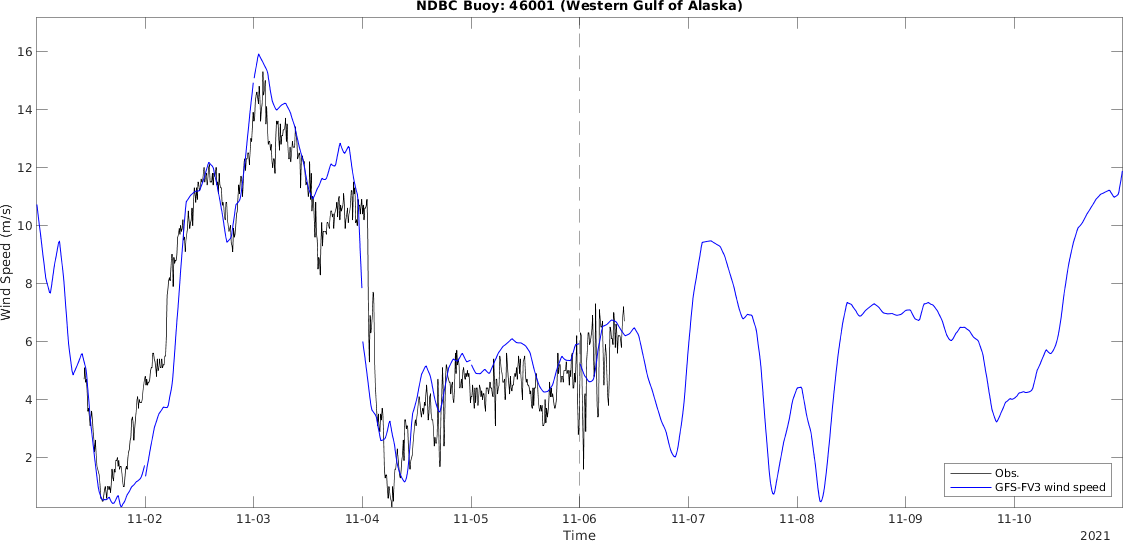 NDBC Buoy: 46001 (Western Gulf of Alaska)
16
14
12
10
8
6
4
2
Wind Speed (m/s)
11-02 11-03 11-04 11-05 11-06 11-07 11-08 11-09 11-10
Time
2021
Obs.
GFS-FV3 wind speed